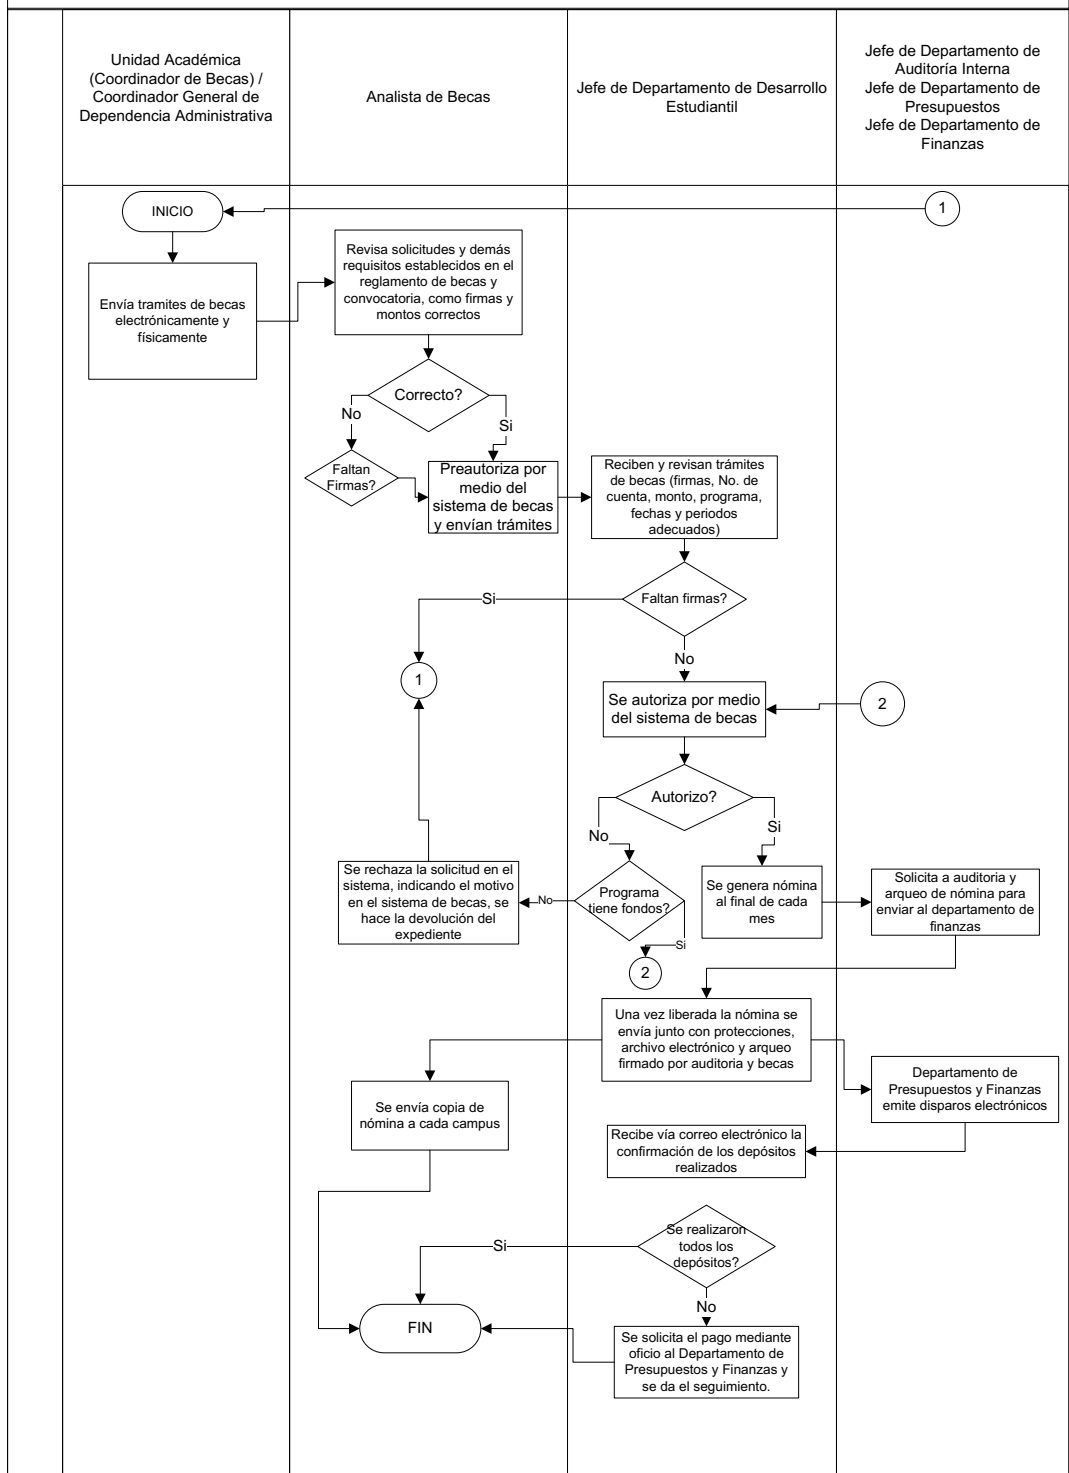 Unidad Académica
(Coordinador de Becas) /
Coordinador General de
Dependencia Administrativa
Analista de Becas
Jefe de Departamento de Desarrollo
Estudiantil
Jefe de Departamento de
Auditoría Interna
Jefe de Departamento de
Presupuestos
Jefe de Departamento de
Finanzas
INICIO
1
Envía tramites de becas
electrónicamente y
físicamente
Revisa solicitudes y demás
requisitos establecidos en el
reglamento de becas y
convocatoria, como firmas y
montos correctos
Correcto?
No
Si
Faltan
Firmas?
Preautoriza por
medio del
sistema de becas
y envían trámites
Reciben y revisan trámites
de becas (firmas, No. de
cuenta, monto, programa,
fechas y periodos
adecuados)
Faltan firmas?
Si
No
1
Se autoriza por medio
del sistema de becas
2
Autorizo?
No
Si
Se rechaza la solicitud en el
sistema, indicando el motivo
en el sistema de becas, se
hace la devolución del
expediente
No
Programa
tiene fondos?
Si
2
Se genera nómina
al final de cada
mes
Solicita a auditoria y
arqueo de nómina para
enviar al departamento de
finanzas
Una vez liberada la nómina se
envía junto con protecciones,
archivo electrónico y arqueo
firmado por auditoria y becas
Se envía copia de
nómina a cada campus
Departamento de
Presupuestos y Finanzas
emite disparos electrónicos
Recibe vía correo electrónico la
confirmación de los depósitos
realizados
Se realizaron
todos los
depósitos?
Si
No
FIN
Se solicita el pago mediante
oficio al Departamento de
Presupuestos y Finanzas y
se da el seguimiento.